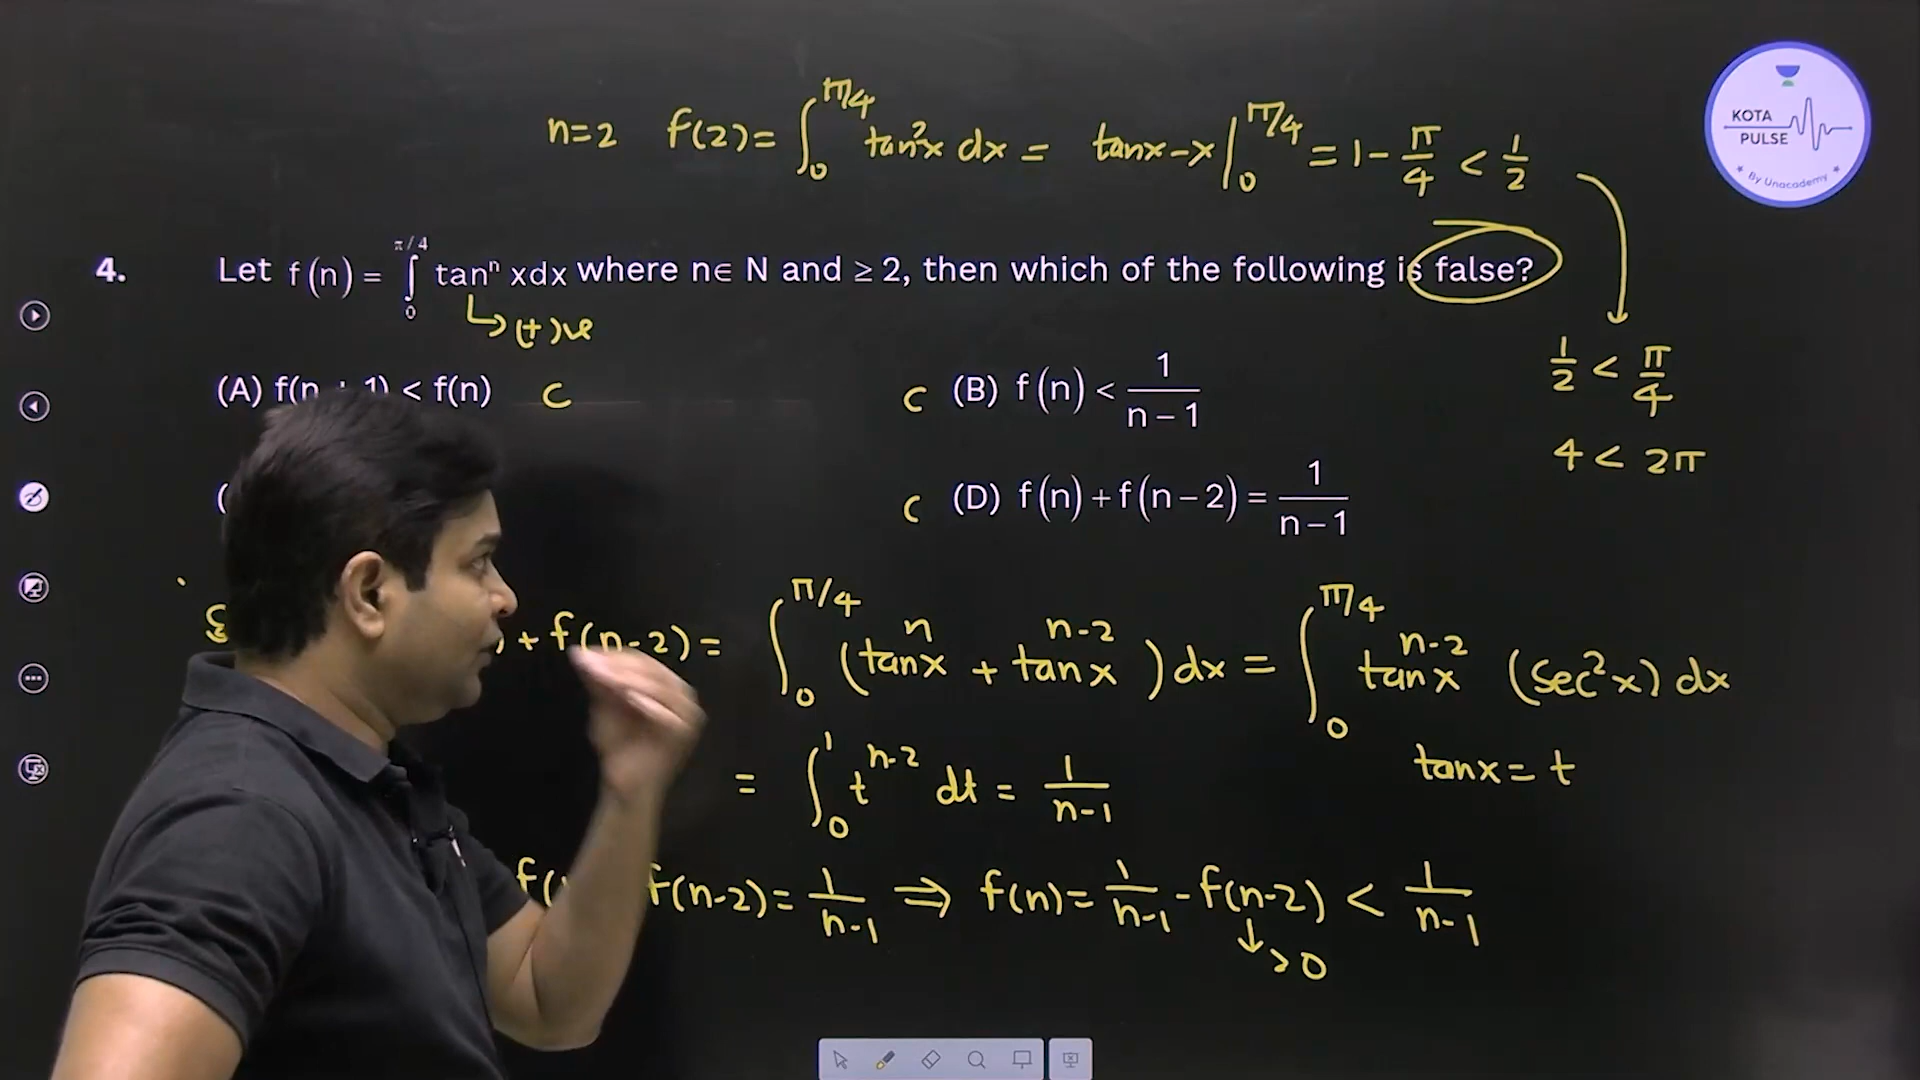 n=2 f(2)= ∫₀^π/4 tan²x dx = tanx-x |₀^π/4 = 1-π/4 < 1/2
KOTA
PULSE
By Unacademy
4. Let f(n) = ∫₀^π/4 tanⁿ xdx where n∈ N and ≥ 2, then which of the following is false?
↳ (+)ve
1/2 < π/4
4 < 2π
(A) f(n + 1) < f(n) C
C (B) f(n) < 1/(n-1)
(
C (D) f(n) + f(n-2) = 1/(n-1)
) + f(n-2) = ∫₀^π/4 (tanⁿx + tanⁿ⁻²x) dx = ∫₀^π/4 tanⁿ⁻²x (sec²x) dx
tanx = t
= ∫₀¹ tⁿ⁻² dt = 1/(n-1)
f( f(n-2) = 1/(n-1) ⇒ f(n) = 1/(n-1) - f(n-2) < 1/(n-1)
↓ >0